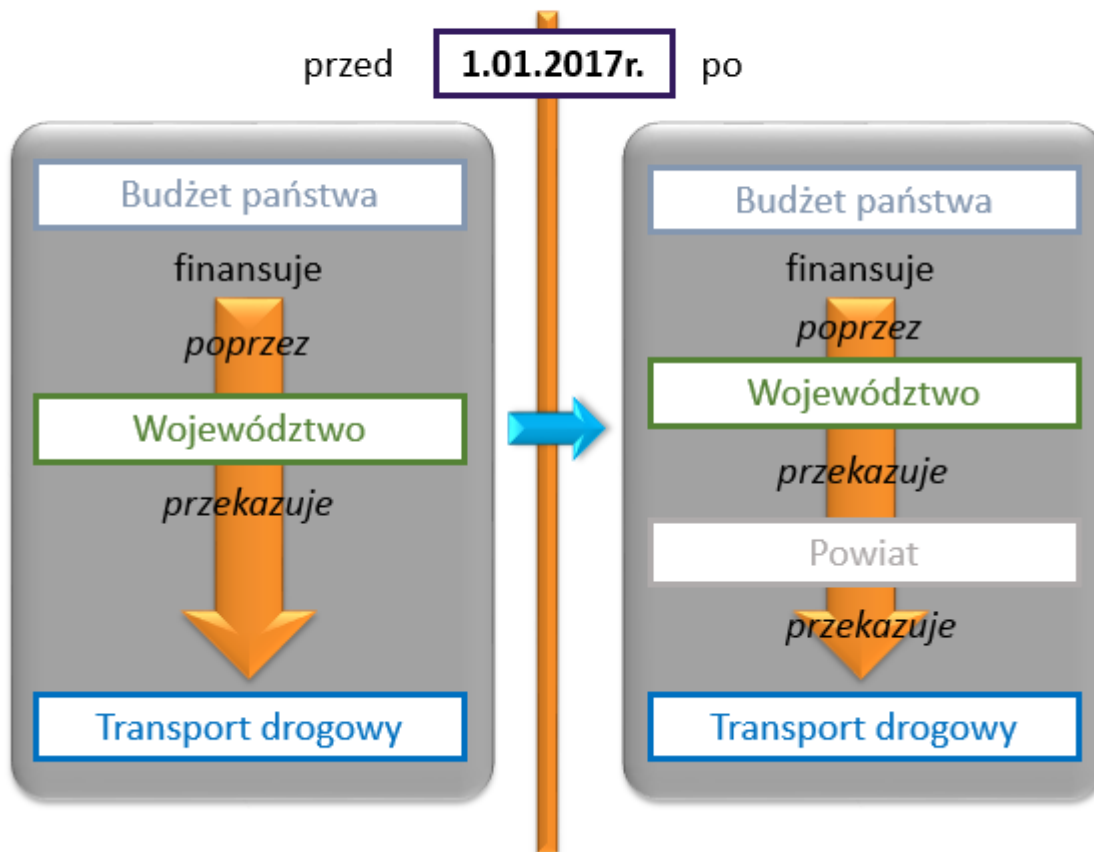 przed 1.01.2017r. po
Budżet państwa
finansuje
poprzez
Województwo
przekazuje
Transport drogowy
Budżet państwa
finansuje
poprzez
Województwo
przekazuje
Powiat
przekazuje
Transport drogowy